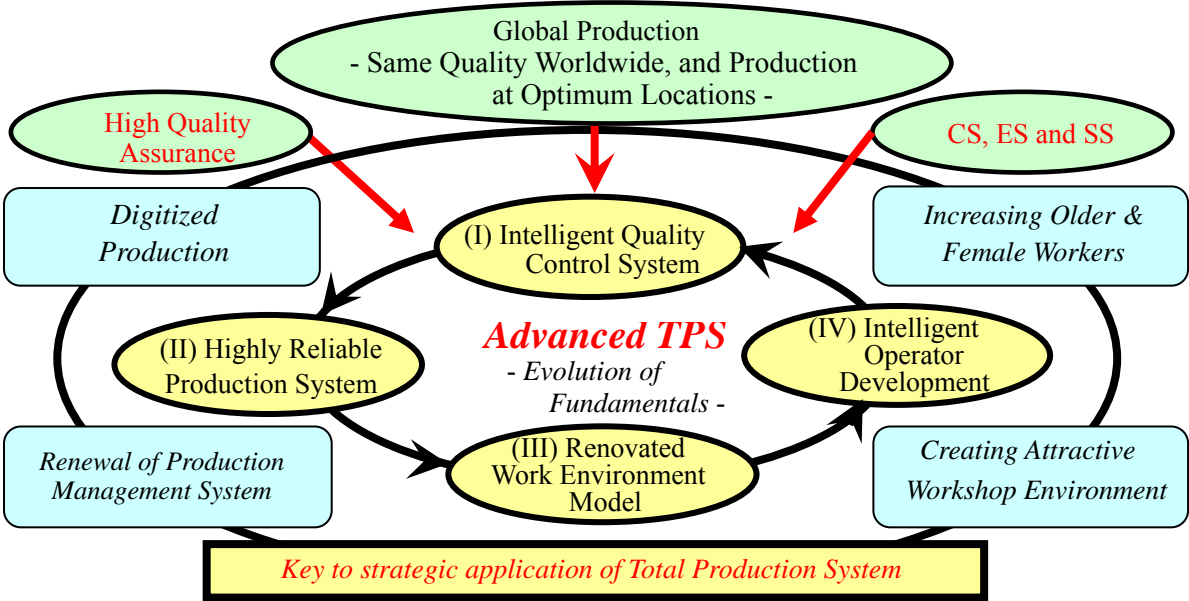 Global Production
- Same Quality Worldwide, and Production
at Optimum Locations -
High Quality
Assurance
CS, ES and SS
Digitized
Production
Increasing Older &
Female Workers
(I) Intelligent Quality
Control System
(II) Highly Reliable
Production System
Advanced TPS
- Evolution of
Fundamentals -
(IV) Intelligent
Operator
Development
(III) Renovated
Work Environment
Model
Renewal of Production
Management System
Creating Attractive
Workshop Environment
Key to strategic application of Total Production System